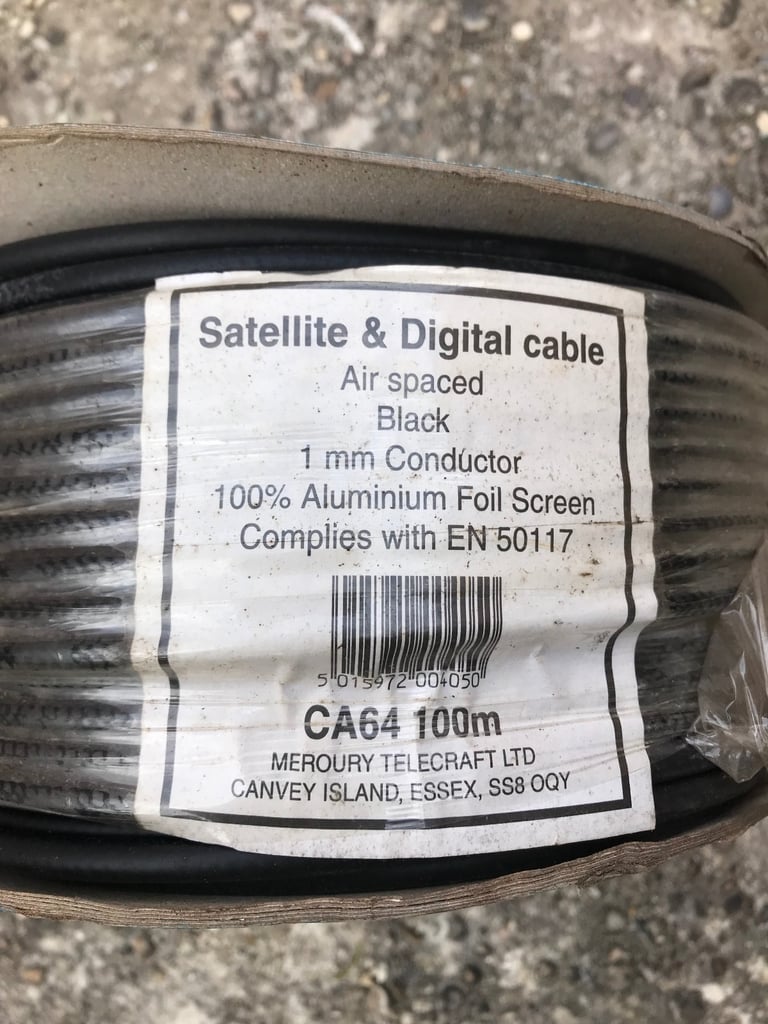 Satellite & Digital cable
Air spaced
Black
1 mm Conductor
100% Aluminium Foil Screen
Complies with EN 50117
5 015972 004050
CA64 100m
MEROURY TELECRAFT LTD
CANVEY ISLAND, ESSEX, SS8 OQY